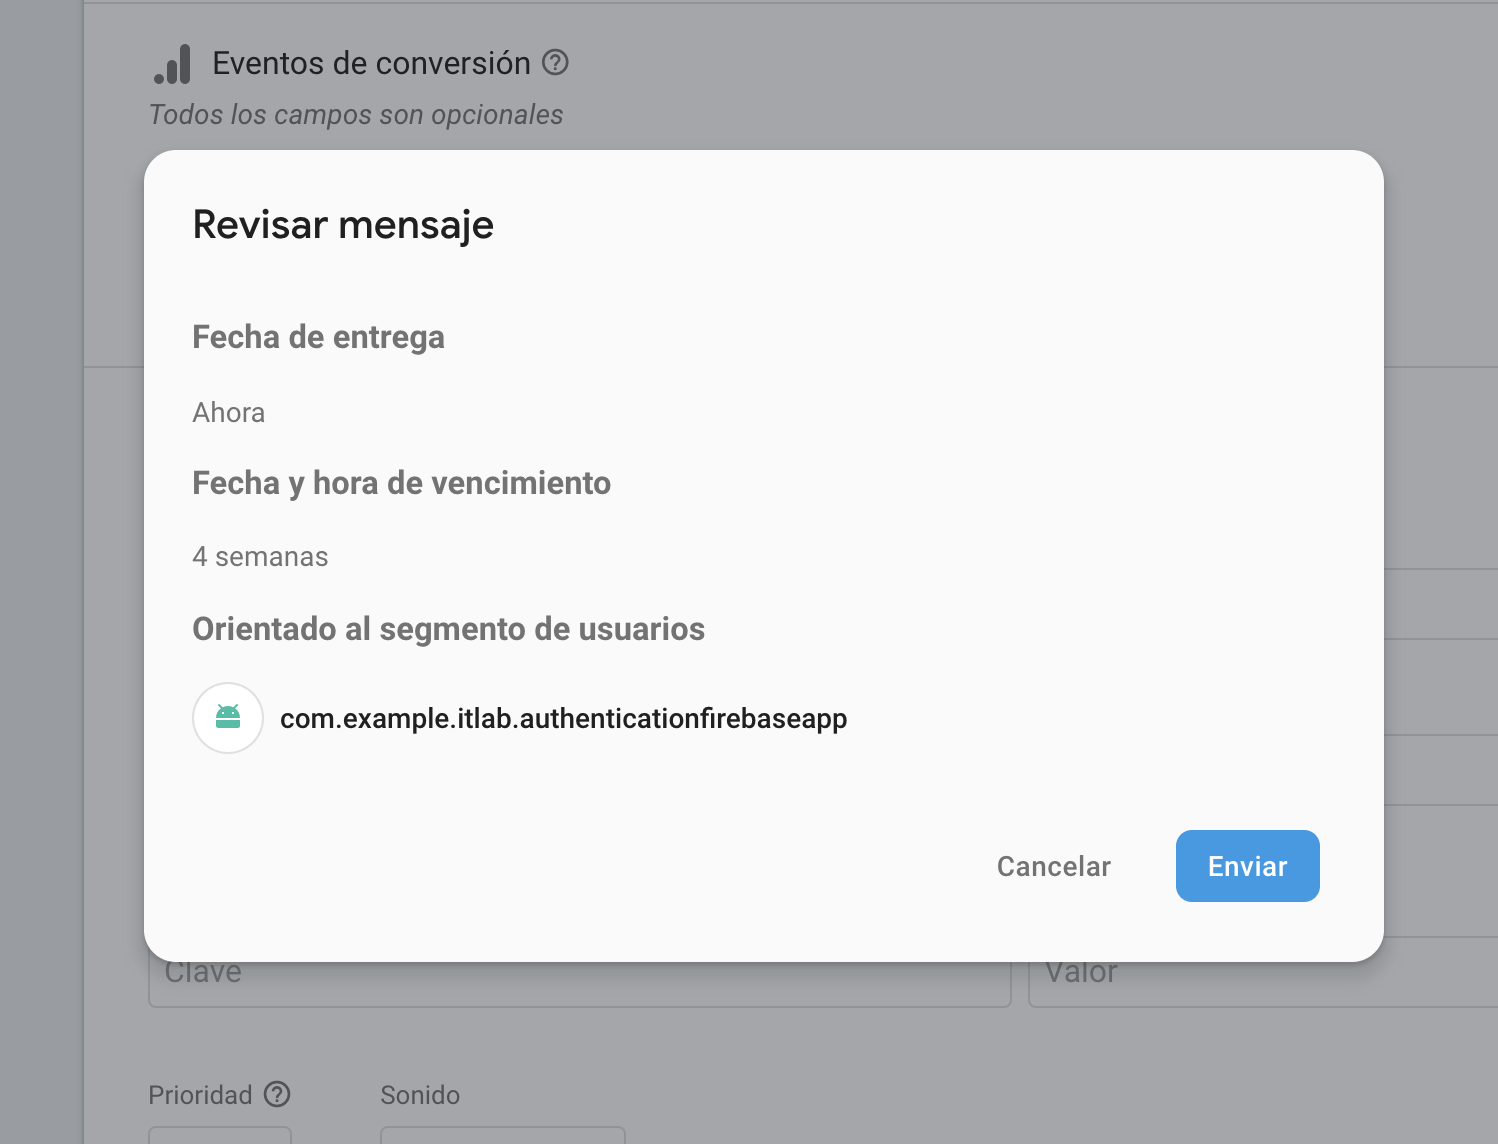 Eventos de conversión
Todos los campos son opcionales
Revisar mensaje
Fecha de entrega
Ahora
Fecha y hora de vencimiento
4 semanas
Orientado al segmento de usuarios
com.example.itlab.authenticationfirebaseapp
Cancelar Enviar
Clave Valor
Prioridad Sonido